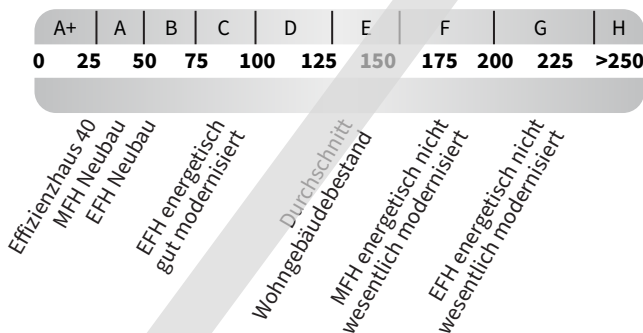 A+ A B C D E F G H
0 25 50 75 100 125 150 175 200 225 >250
Effizienzhaus 40
MFH Neubau
EFH Neubau
EFH energetisch
gut modernisiert
Durchschnitt
Wohngebäudebestand
MFH energetisch nicht
wesentlich modernisiert
EFH energetisch nicht
wesentlich modernisiert